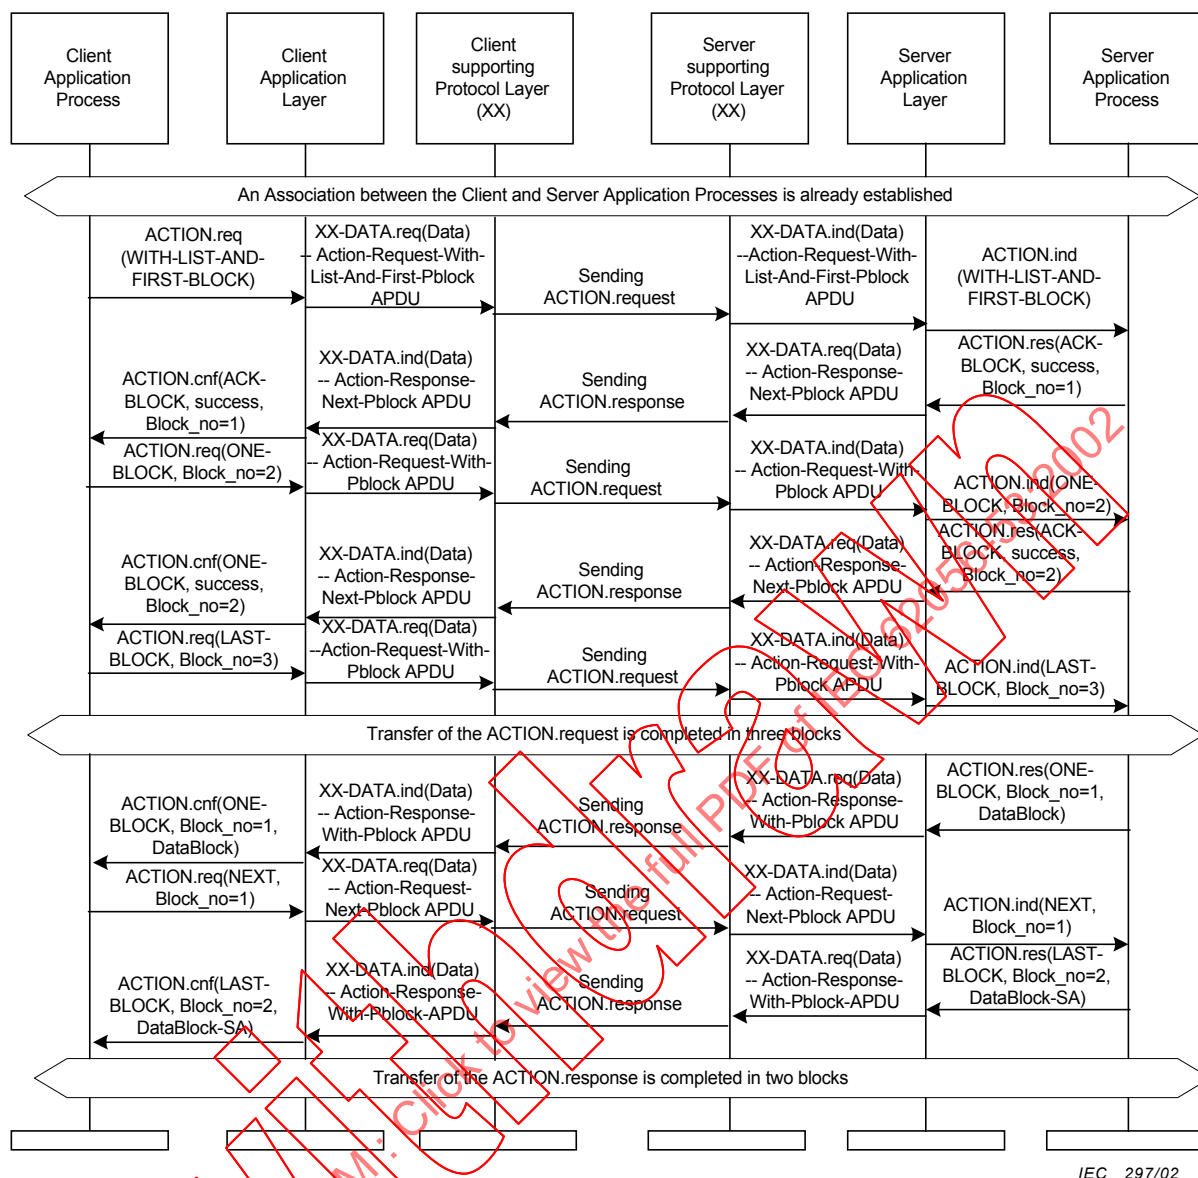 Client
Application
Process
Client
Application
Layer
Client
supporting
Protocol Layer
(XX)
Server
supporting
Protocol Layer
(XX)
Server
Application
Layer
Server
Application
Process
An Association between the Client and Server Application Processes is already established
ACTION.req
(WITH-LIST-AND-
FIRST-BLOCK)
XX-DATA.req(Data)
-- Action-Request-With-
List-And-First-Pblock
APDU
Sending
ACTION.request
XX-DATA.ind(Data)
--Action-Request-With-
List-And-First-Pblock
APDU
ACTION.ind
(WITH-LIST-AND-
FIRST-BLOCK)
ACTION.cnf(ACK-
BLOCK, success,
Block_no=1)
XX-DATA.ind(Data)
-- Action-Response-
Next-Pblock APDU
Sending
ACTION.response
XX-DATA.req(Data)
-- Action-Response-
Next-Pblock APDU
ACTION.res(ACK-
BLOCK, success,
Block_no=1)
ACTION.req(ONE-
BLOCK, Block_no=2)
XX-DATA.req(Data)
-- Action-Request-With-
Pblock APDU
Sending
ACTION.request
XX-DATA.ind(Data)
-- Action-Request-With-
Pblock APDU
ACTION.ind(ONE-
BLOCK, Block_no=2)
ACTION.cnf(ONE-
BLOCK, success,
Block_no=2)
XX-DATA.ind(Data)
-- Action-Response-
Next-Pblock APDU
Sending
ACTION.response
XX-DATA.req(Data)
-- Action-Response-
Next-Pblock APDU
ACTION.res(ACK-
BLOCK, success,
Block_no=2)
ACTION.req(LAST-
BLOCK, Block_no=3)
XX-DATA.req(Data)
--Action-Request-With-
Pblock APDU
Sending
ACTION.request
XX-DATA.ind(Data)
-- Action-Request-With-
Pblock APDU
ACTION.ind(LAST-
BLOCK, Block_no=3)
Transfer of the ACTION.request is completed in three blocks
ACTION.cnf(ONE-
BLOCK, Block_no=1,
DataBlock)
XX-DATA.ind(Data)
-- Action-Response-
With-Pblock APDU
Sending
ACTION.response
XX-DATA.req(Data)
-- Action-Response-
With-Pblock APDU
ACTION.res(ONE-
BLOCK, Block_no=1,
DataBlock)
ACTION.req(NEXT,
Block_no=1)
XX-DATA.req(Data)
-- Action-Request-
Next-Pblock APDU
Sending
ACTION.request
XX-DATA.ind(Data)
-- Action-Request-
Next-Pblock APDU
ACTION.ind(NEXT,
Block_no=1)
ACTION.cnf(LAST-
BLOCK, Block_no=2,
DataBlock-SA)
XX-DATA.ind(Data)
-- Action-Response-
With-Pblock-APDU
Sending
ACTION.response
XX-DATA.req(Data)
-- Action-Response-
With-Pblock-APDU
ACTION.res(LAST-
BLOCK, Block_no=2,
DataBlock-SA)
Transfer of the ACTION.response is completed in two blocks
IEC 297/02
M : Click to view the full PDF of IEC 62056-53:2002